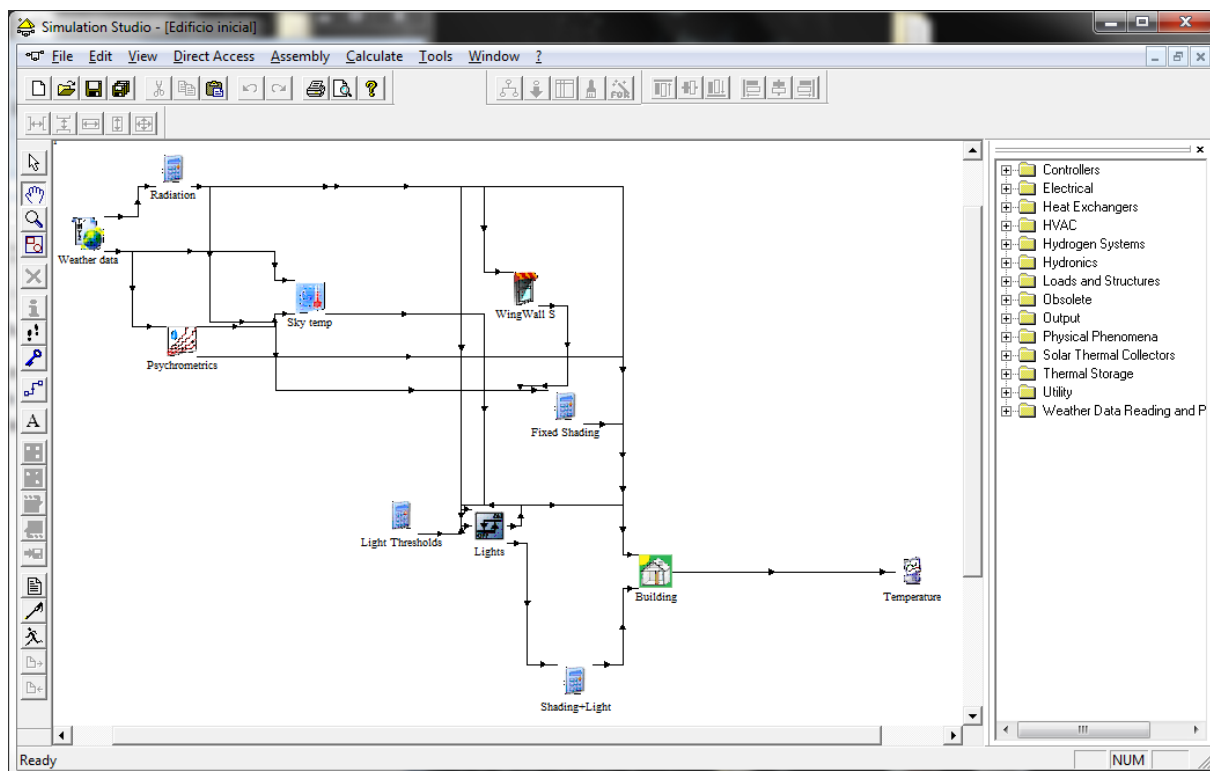 Simulation Studio - [Edificio inicial]
File Edit View Direct Access Assembly Calculate Tools Window ?
FOR
A
Radiation
Weather data
Sky temp
WingWall S
Psychrometrics
Fixed Shading
Light Thresholds
Lights
Building
Temperature
Shading+Light
Controllers
Electrical
Heat Exchangers
HVAC
Hydrogen Systems
Hydronics
Loads and Structures
Obsolete
Output
Physical Phenomena
Solar Thermal Collectors
Thermal Storage
Utility
Weather Data Reading and P
Ready
NUM